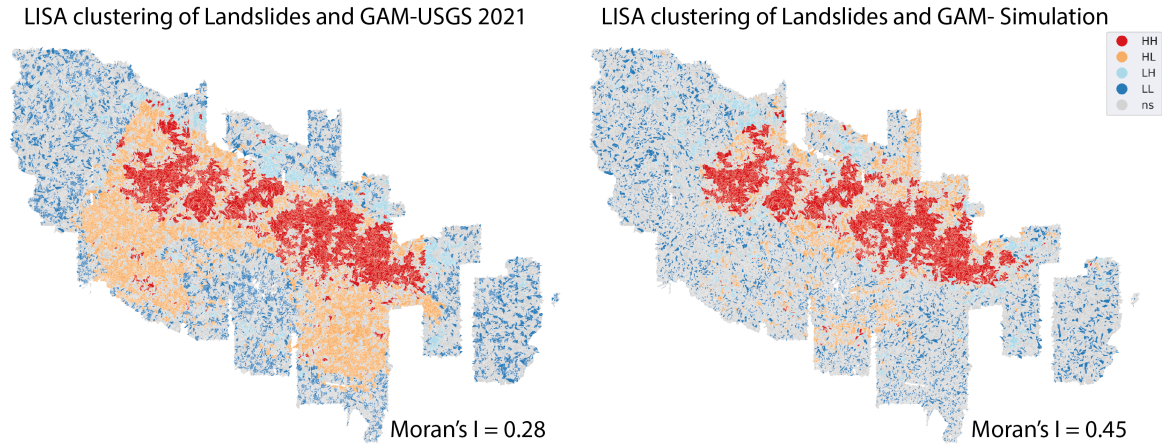 LISA clustering of Landslides and GAM-USGS 2021
LISA clustering of Landslides and GAM- Simulation
HH
HL
LH
LL
ns
Moran's I = 0.28
Moran's I = 0.45